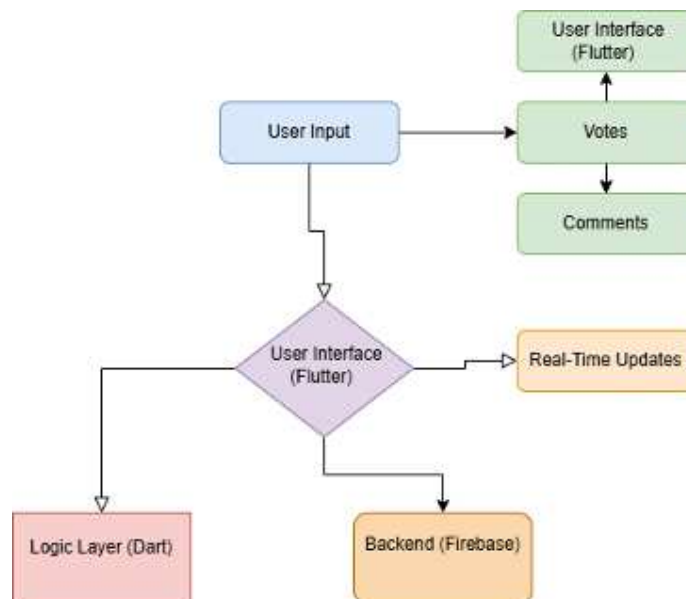 User Interface
(Flutter)
User Input
Votes
Comments
User Interface
(Flutter)
Real-Time Updates
Logic Layer (Dart)
Backend (Firebase)